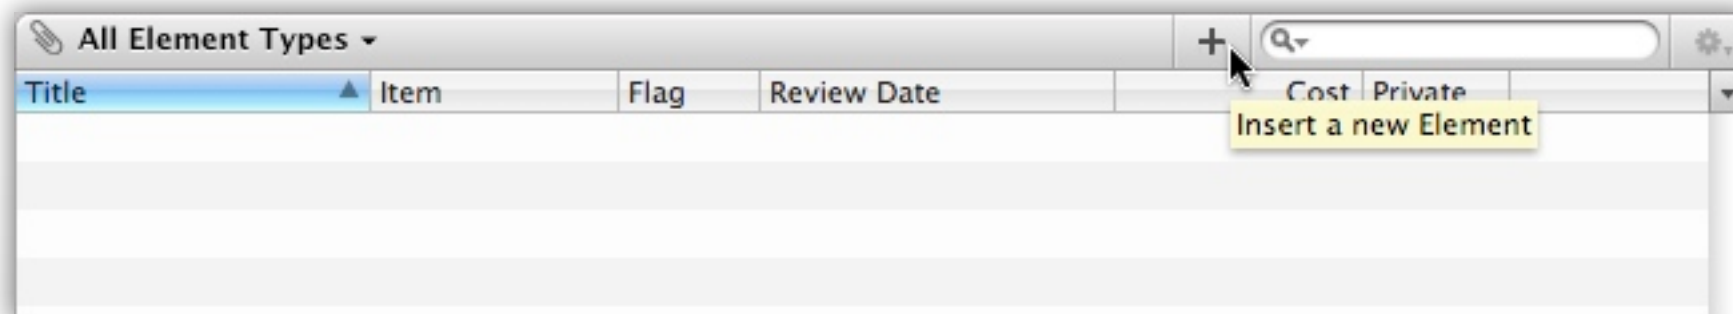 All Element Types
Title Item Flag Review Date Cost Private
Insert a new Element